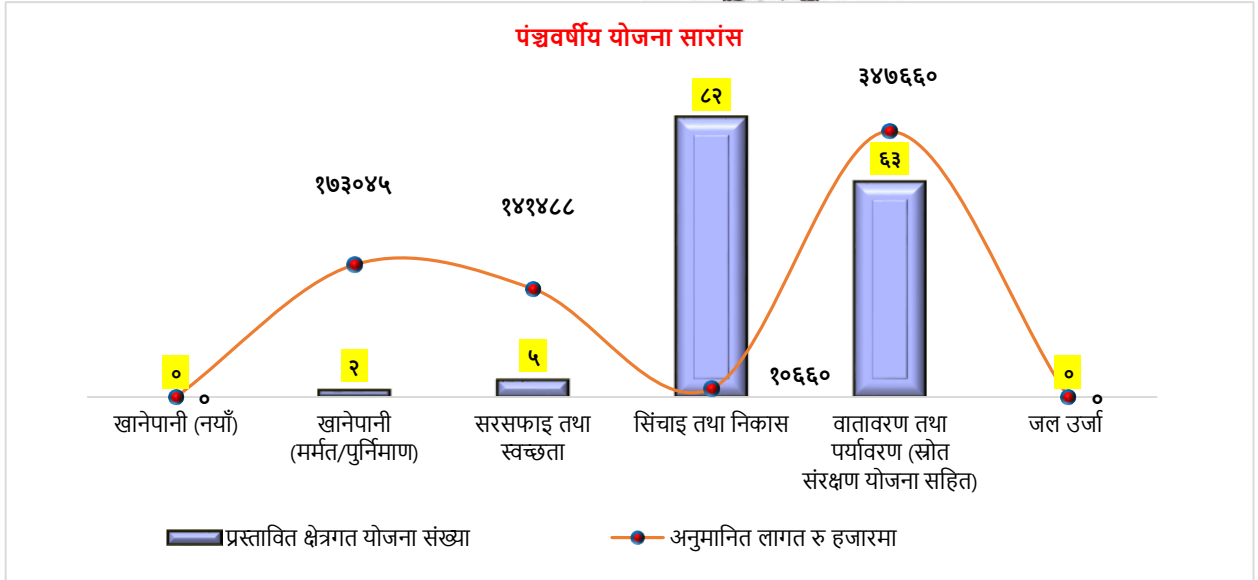 पंञ्चवर्षीय योजना सारांस
३४७६६०
८२
६३
१७३०४५
१४१४८८
१०६६०
०
२
५
०
०
०
खानेपानी (नयाँ)
खानेपानी
(मर्मत/पुर्निमाण)
सरसफाइ तथा
स्वच्छता
सिंचाइ तथा निकास
वातावरण तथा
पर्यावरण (स्रोत
संरक्षण योजना सहित)
जल उर्जा
प्रस्तावित क्षेत्रगत योजना संख्या
अनुमानित लागत रु हजारमा